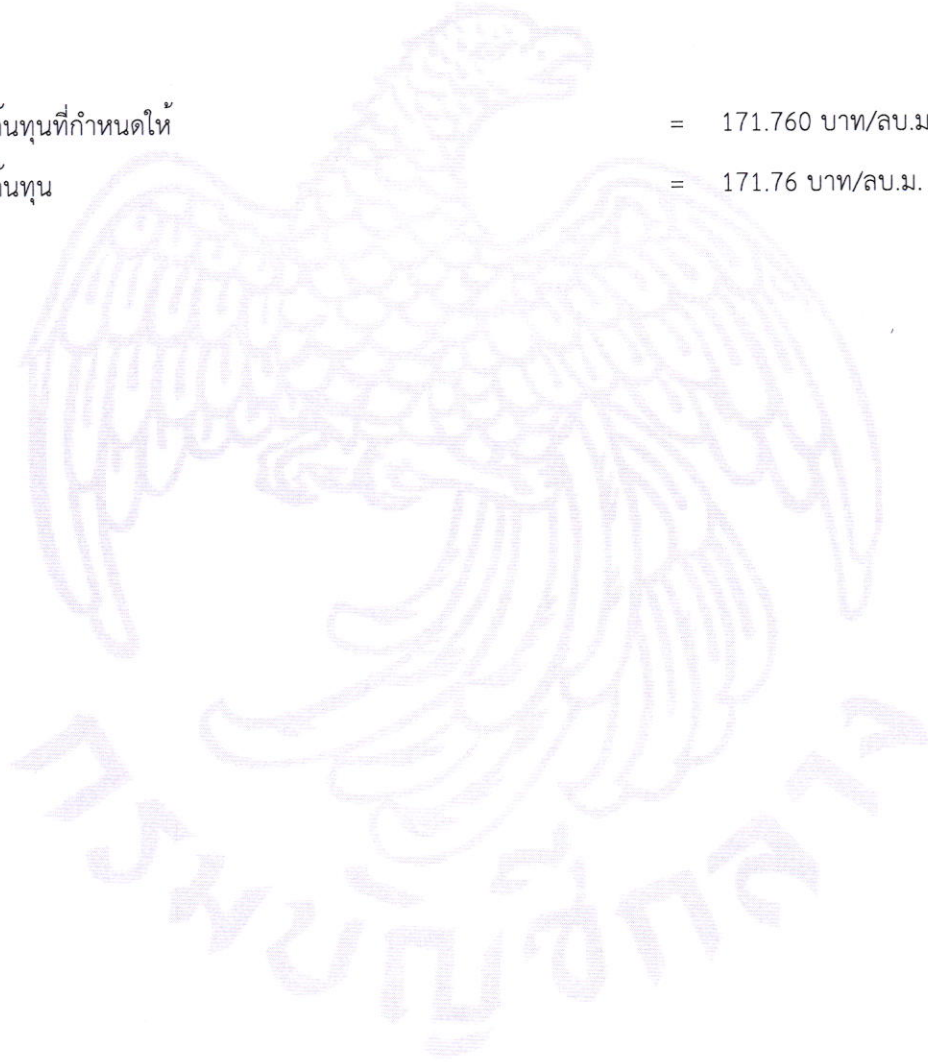 ต้นทุนที่กำหนดให้ = 171.760 บาท/ลบ.ม
ต้นทุน = 171.76 บาท/ลบ.ม.
กรมบัญชีกลาง